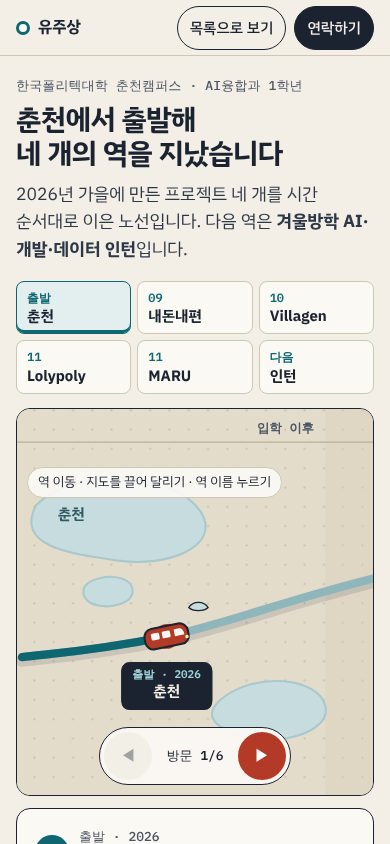 유주상
목록으로 보기
연락하기
한국폴리텍대학 춘천캠퍼스 · AI융합과 1학년
춘천에서 출발해
네 개의 역을 지났습니다
2026년 가을에 만든 프로젝트 네 개를 시간
순서대로 이은 노선입니다. 다음 역은 겨울방학 AI·
개발·데이터 인턴입니다.
출발
춘천
09
내돈내편
10
Villagen
11
Lolypoly
11
MARU
다음
인턴
입학 이후
역 이동 · 지도를 끌어 달리기 · 역 이름 누르기
춘천
출발 · 2026
춘천
방문 1/6
출발 · 2026